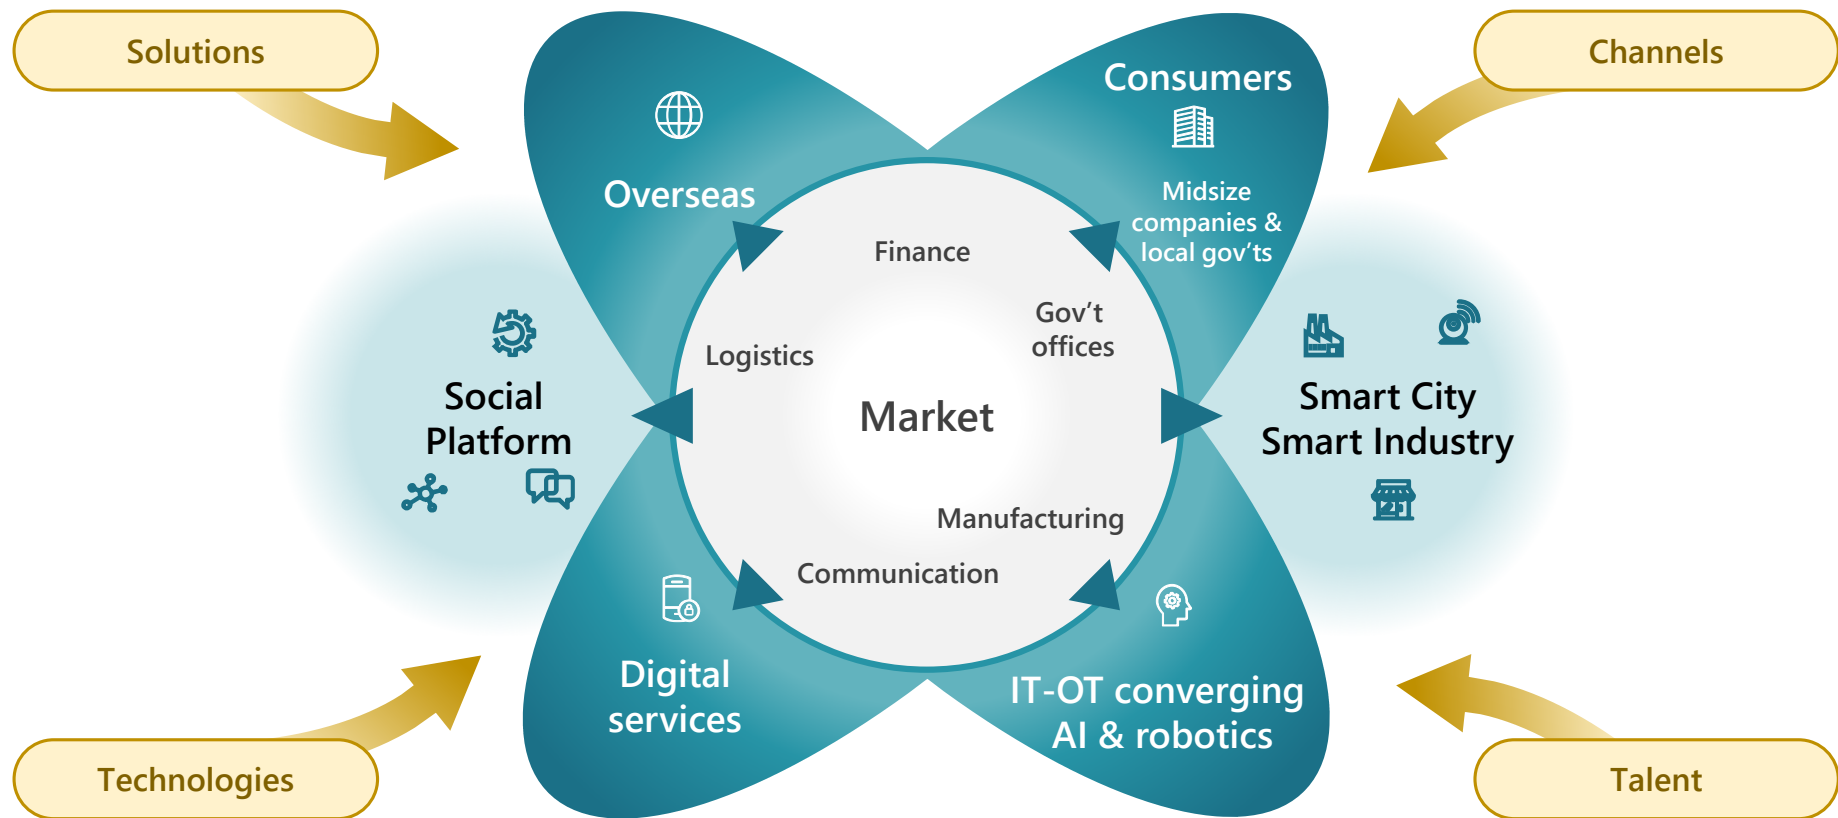 Solutions
Channels
Overseas
Consumers
Midsize
companies &
local gov’ts
Finance
Gov’t
offices
Logistics
Market
Social
Platform
Smart City
Smart Industry
Manufacturing
Communication
Digital
services
IT-OT converging
AI & robotics
Technologies
Talent